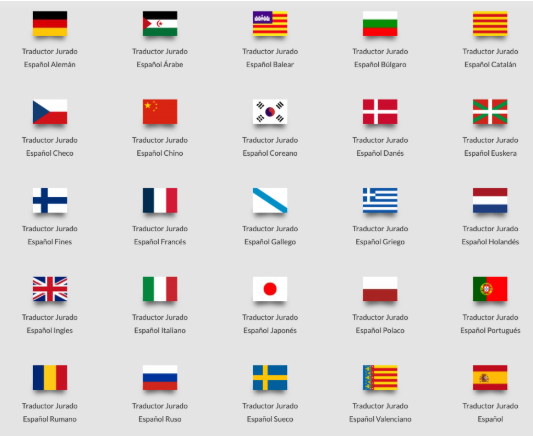 Traductor Jurado
Español Alemán
Traductor Jurado
Español Árabe
Traductor Jurado
Español Balear
Traductor Jurado
Español Búlgaro
Traductor Jurado
Español Catalán
Traductor Jurado
Español Checo
Traductor Jurado
Español Chino
Traductor Jurado
Español Coreano
Traductor Jurado
Español Danés
Traductor Jurado
Español Euskera
Traductor Jurado
Español Fines
Traductor Jurado
Español Francés
Traductor Jurado
Español Gallego
Traductor Jurado
Español Griego
Traductor Jurado
Español Holandés
Traductor Jurado
Español Ingles
Traductor Jurado
Español Italiano
Traductor Jurado
Español Japonés
Traductor Jurado
Español Polaco
Traductor Jurado
Español Portugués
Traductor Jurado
Español Rumano
Traductor Jurado
Español Ruso
Traductor Jurado
Español Sueco
Traductor Jurado
Español Valenciano
Traductor Jurado
Español